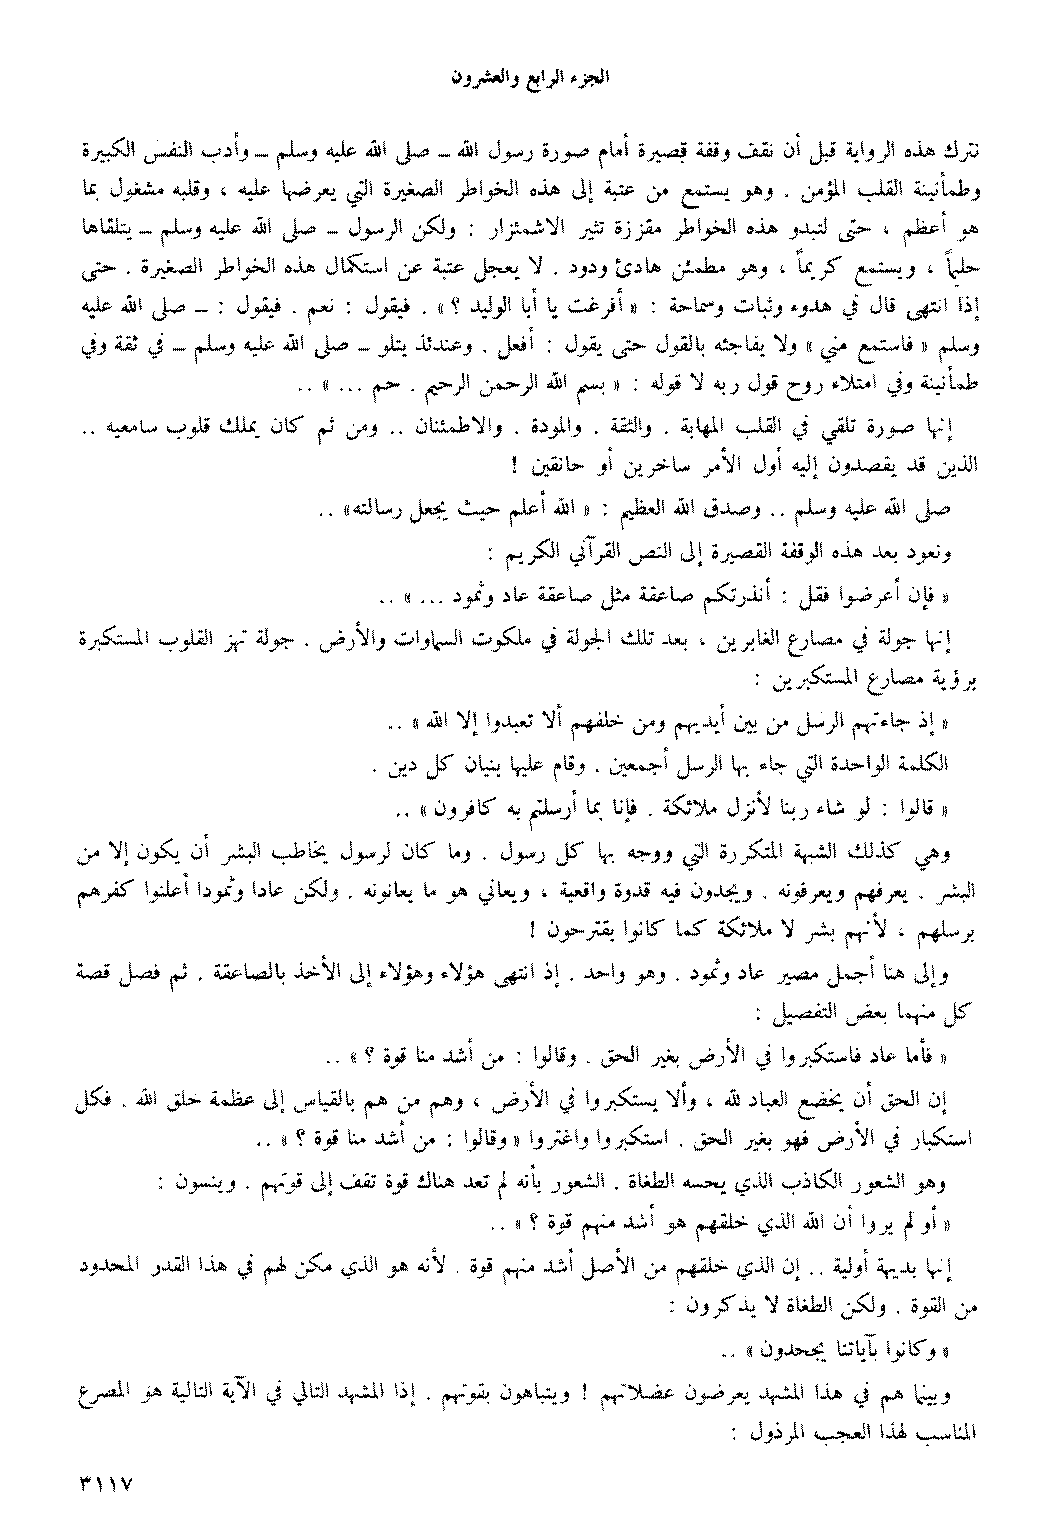 الجزء الرابع والعشرون
نترك هذه الرواية قبل أن نقف وقفة قصيرة أمام صورة رسول الله ـ صلى الله عليه وسلم ـ وأدب النفس الكبيرة
وطمأنينة القلب المؤمن . وهو يستمع من عتبة إلى هذه الخواطر الصغيرة التي يعرضها عليه ، وقلبه مشغول بما
هو أعظم ، حتى لتبدو هذه الخواطر مقززة تثير الاشمئزاز : ولكن الرسول ـ صلى الله عليه وسلم ـ يتلقاها
حليماً ، ويستمع كريماً ، وهو مطمئن هادئ ودود . لا يعجل عتبة عن استكمال هذه الخواطر الصغيرة . حتى
إذا انتهى قال في هدوء وثبات وسماحة : « أفرغت يا أبا الوليد ؟ » . فيقول : نعم . فيقول : ـ صلى الله عليه
وسلم « فاستمع مني » ولا يفاجئه بالقول حتى يقول : أفعل . وعندئذ يتلو ـ صلى الله عليه وسلم ـ في ثقة وفي
طمأنينة وفي امتلاء روح قول ربه لا قوله : « بسم الله الرحمن الرحيم . حم ... » ..
إنها صورة تلقي في القلب المهابة . والثقة . والمودة . والاطمئنان .. ومن ثم كان يملك قلوب سامعيه ..
الذين قد يقصدون إليه أول الأمر ساخرين أو حانقين !
صلى الله عليه وسلم .. وصدق الله العظيم : « الله أعلم حيث يجعل رسالته» ..
ونعود بعد هذه الوقفة القصيرة إلى النص القرآني الكريم :
« فإن أعرضوا فقل : أنذرتكم صاعقة مثل صاعقة عاد وثمود ... » ..
إنها جولة في مصارع الغابرين ، بعد تلك الجولة في ملكوت السماوات والأرض . جولة تهز القلوب المستكبرة
برؤية مصارع المستكبرين :
« إذ جاءتهم الرسل من بين أيديهم ومن خلفهم ألا تعبدوا إلا الله » ..
الكلمة الواحدة التي جاء بها الرسل أجمعين . وقام عليها بنيان كل دين .
« قالوا : لو شاء ربنا لأنزل ملائكة . فإنا بما أرسلتم به كافرون » ..
وهي كذلك الشبهة المتكررة التي ووجه بها كل رسول . وما كان لرسول يخاطب البشر أن يكون إلا من
البشر . يعرفهم ويعرفونه . ويجدون فيه قدوة واقعية ، ويعاني هو ما يعانونه . ولكن عادا وثمودا أعلنوا كفرهم
برسلهم ، لأنهم بشر لا ملائكة كما كانوا يقترحون !
وإلى هنا أجمل مصير عاد وثمود . وهو واحد . إذ انتهى هؤلاء وهؤلاء إلى الأخذ بالصاعقة . ثم فصل قصة
كل منهما بعض التفصيل :
« فأما عاد فاستكبروا في الأرض بغير الحق . وقالوا : من أشد منا قوة ؟ » ..
إن الحق أن يخضع العباد لله ، وألا يستكبروا في الأرض ، وهم من هم بالقياس إلى عظمة خلق الله . فكل
استكبار في الأرض فهو بغير الحق . استكبروا واغتروا « وقالوا : من أشد منا قوة ؟ » ..
وهو الشعور الكاذب الذي يحسه الطغاة . الشعور بأنه لم تعد هناك قوة تقف إلى قوتهم . وينسون :
« أو لم يروا أن الله الذي خلقهم هو أشد منهم قوة ؟ » ..
إنها بديهة أولية .. إن الذي خلقهم من الأصل أشد منهم قوة . لأنه هو الذي مكن لهم في هذا القدر المحدود
من القوة . ولكن الطغاة لا يذكرون :
« وكانوا بآياتنا يجحدون » ..
وبينما هم في هذا المشهد يعرضون عضلاتهم ! ويتباهون بقوتهم . إذا المشهد التالي في الآية التالية هو المصرع
المناسب لهذا العجب المرذول :
٣١١٧